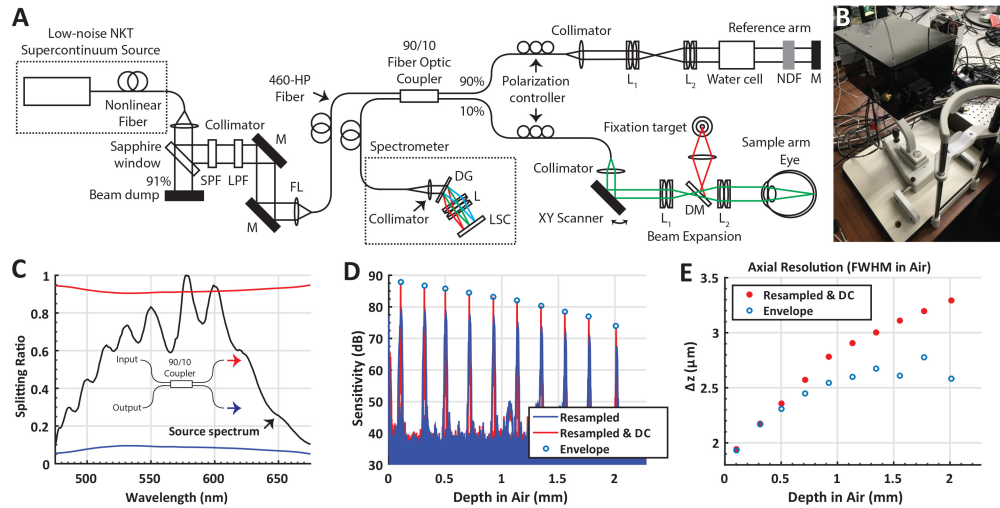 A
Low-noise NKT
Supercontinuum Source
Nonlinear
Fiber
Sapphire
window
91%
Beam dump
Collimator
SPF
LPF
M
M
FL
460-HP
Fiber
90/10
Fiber Optic
Coupler
90%
10%
Polarization
controller
Collimator
L1
L2
Reference arm
Water cell
NDF
M
Spectrometer
Collimator
DG
L
LSC
Collimator
XY Scanner
Fixation target
L1
DM
L2
Beam Expansion
Sample arm
Eye
B
C
Splitting Ratio
1
0.8
0.6
0.4
0.2
0
Input
90/10
Coupler
Output
Source spectrum
500
550
600
650
Wavelength (nm)
D
Sensitivity (dB)
90
80
70
60
50
40
30
Resampled
Resampled & DC
Envelope
0
0.5
1
1.5
2
Depth in Air (mm)
E
Axial Resolution (FWHM in Air)
Resampled & DC
Envelope
Δz (μm)
3.5
3
2.5
2
0
0.5
1
1.5
2
Depth in Air (mm)